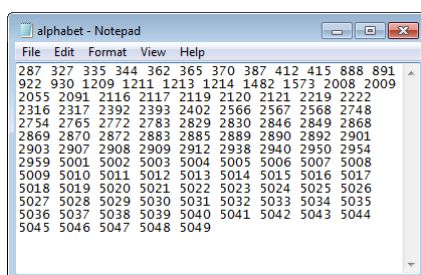 alphabet - Notepad
File Edit Format View Help
287 327 335 344 362 365 370 387 412 415 888 891
922 930 1209 1211 1213 1214 1482 1573 2008 2009
2055 2091 2116 2117 2119 2120 2121 2219 2222
2316 2317 2392 2393 2402 2566 2567 2568 2748
2754 2765 2772 2783 2829 2830 2846 2849 2868
2869 2870 2872 2883 2885 2889 2890 2892 2901
2903 2907 2908 2909 2912 2938 2940 2950 2954
2959 5001 5002 5003 5004 5005 5006 5007 5008
5009 5010 5011 5012 5013 5014 5015 5016 5017
5018 5019 5020 5021 5022 5023 5024 5025 5026
5027 5028 5029 5030 5031 5032 5033 5034 5035
5036 5037 5038 5039 5040 5041 5042 5043 5044
5045 5046 5047 5048 5049